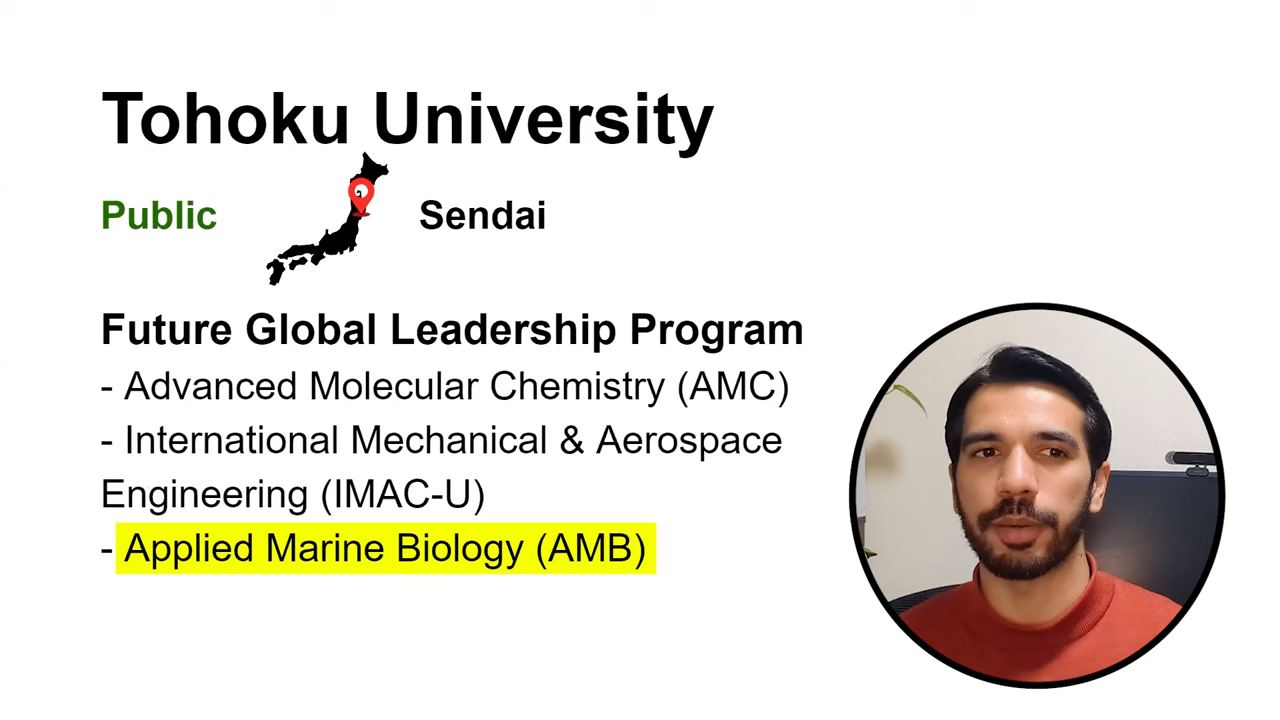 Tohoku University
Public
Sendai
Future Global Leadership Program
- Advanced Molecular Chemistry (AMC)
- International Mechanical & Aerospace
Engineering (IMAC-U)
- Applied Marine Biology (AMB)